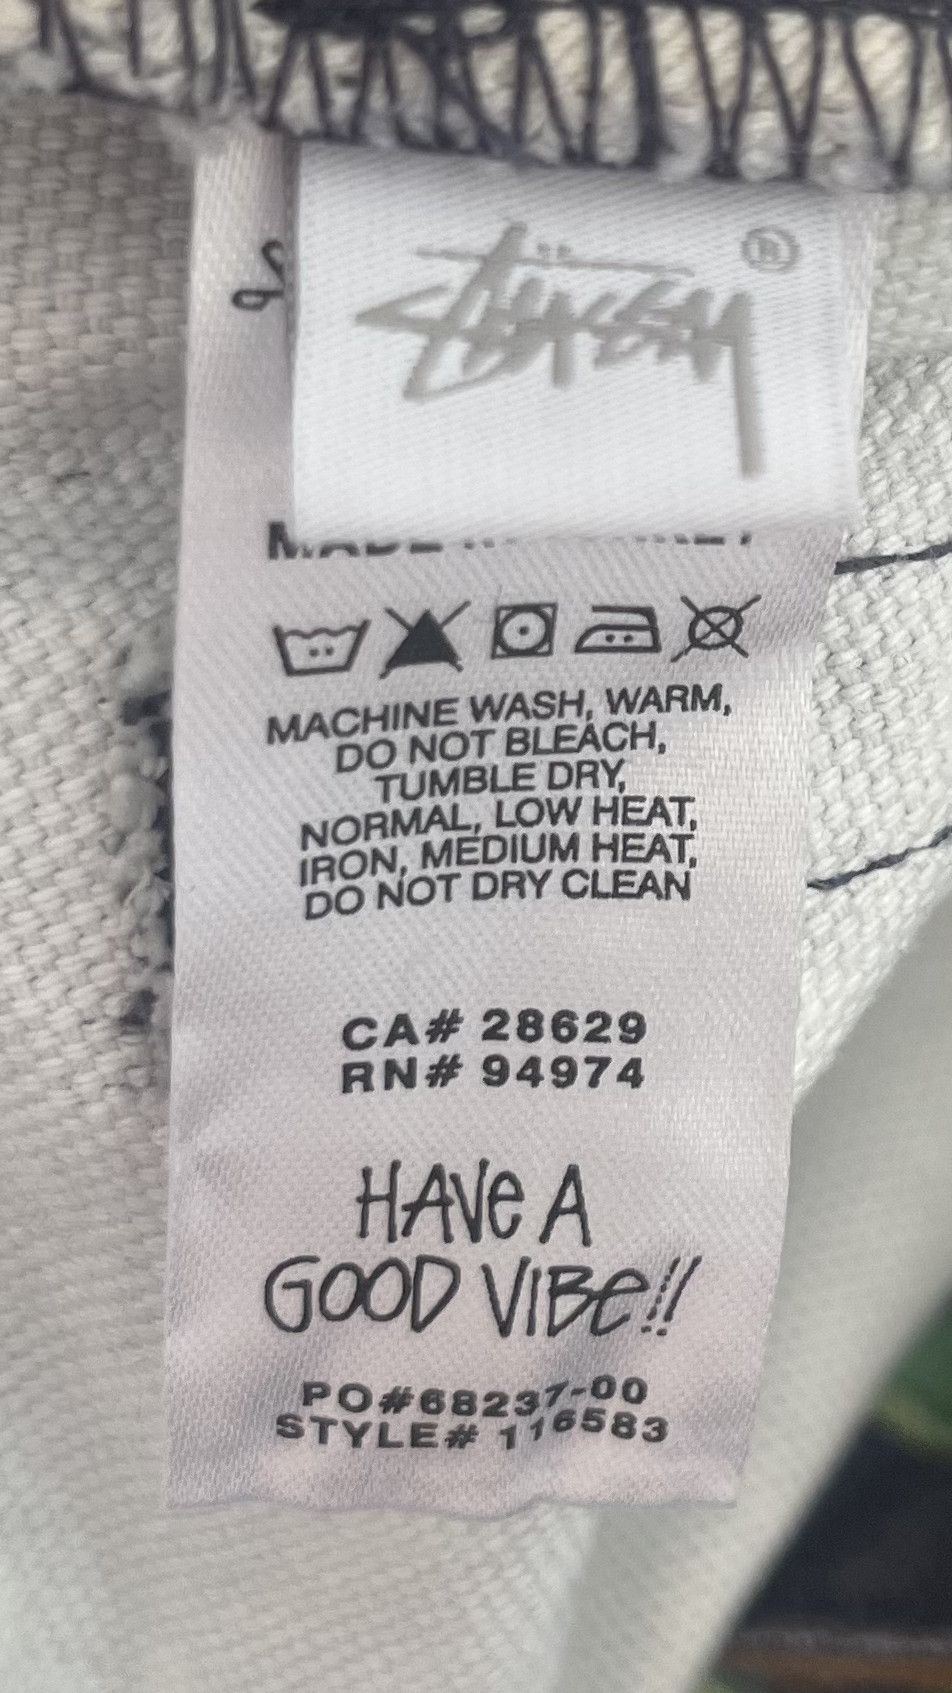 Stüssy ®
MACHINE WASH, WARM,
DO NOT BLEACH,
TUMBLE DRY,
NORMAL, LOW HEAT,
IRON, MEDIUM HEAT,
DO NOT DRY CLEAN
CA# 28629
RN# 94974
HAVe A
GOOD VIBe!!
PO#68237-00
STYLE# 116583